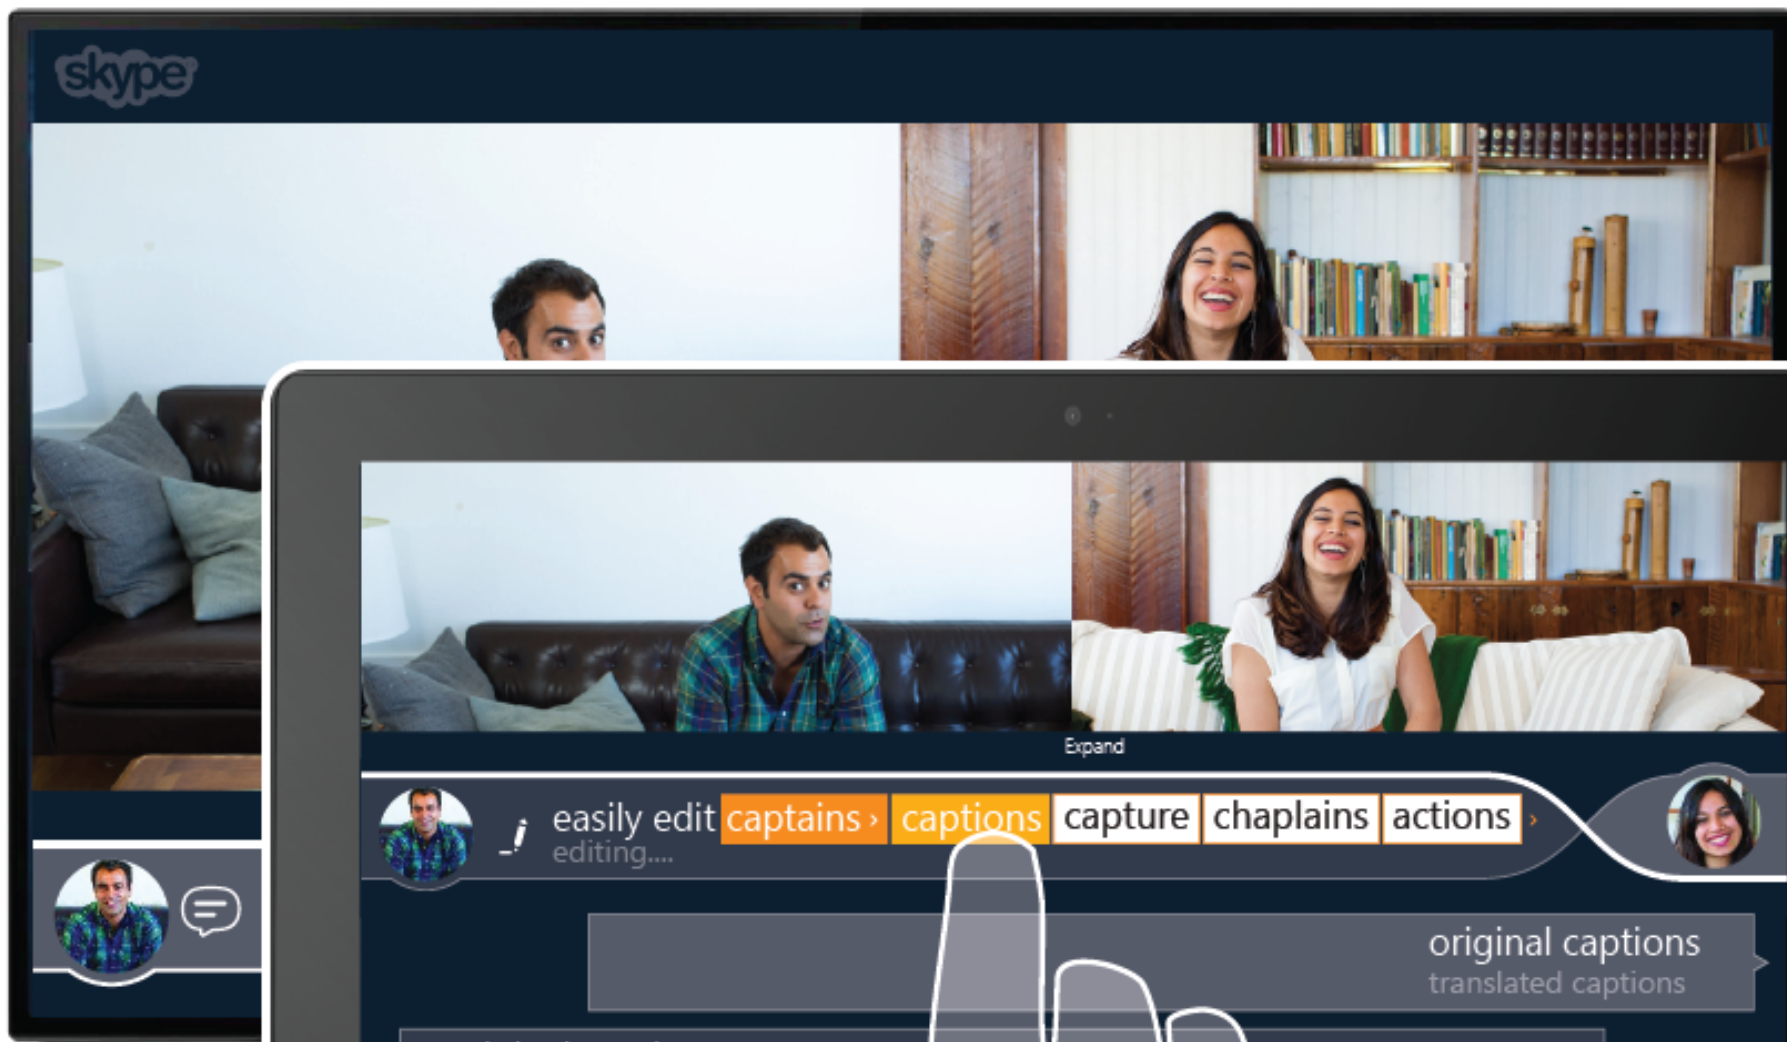 skype
Expand
easily edit captains › captions capture chaplains actions ›
editing....
original captions
translated captions